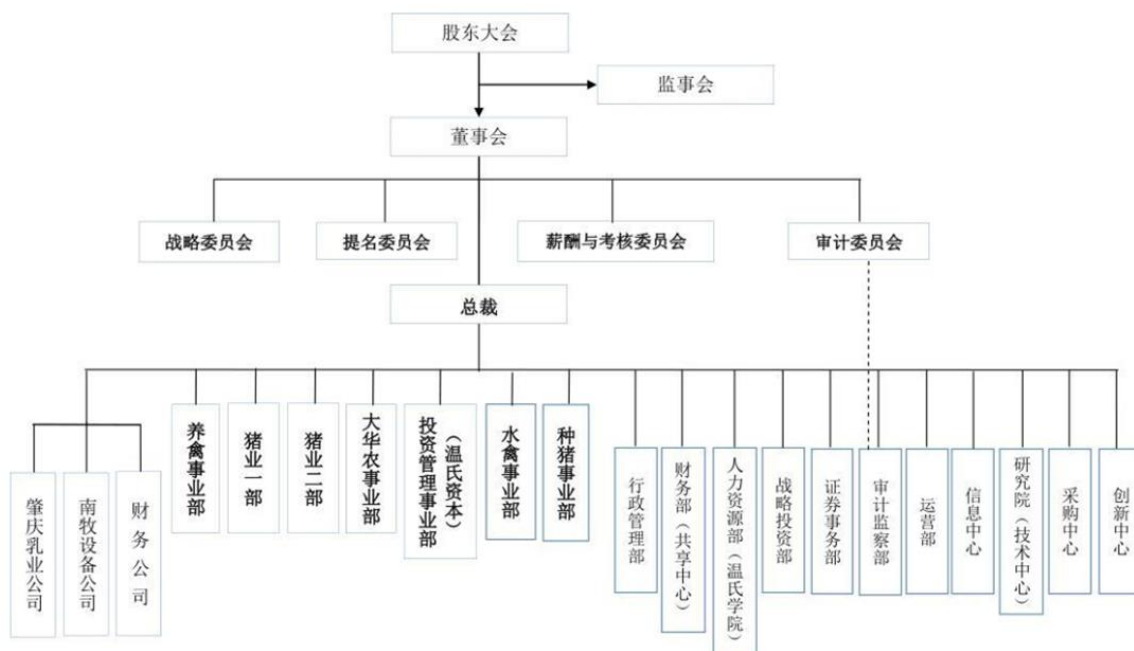 股东大会
监事会
董事会
战略委员会
提名委员会
薪酬与考核委员会
审计委员会
总裁
肇庆乳业公司
南牧设备公司
财务公司
养禽事业部
猪业一部
猪业二部
大华农事业部
投资管理事业部
（温氏资本）
水禽事业部
种猪事业部
行政管理部
财务部（共享中心）
人力资源部（温氏学院）
战略投资部
证券事务部
审计监察部
运营部
信息中心
研究院（技术中心）
采购中心
创新中心